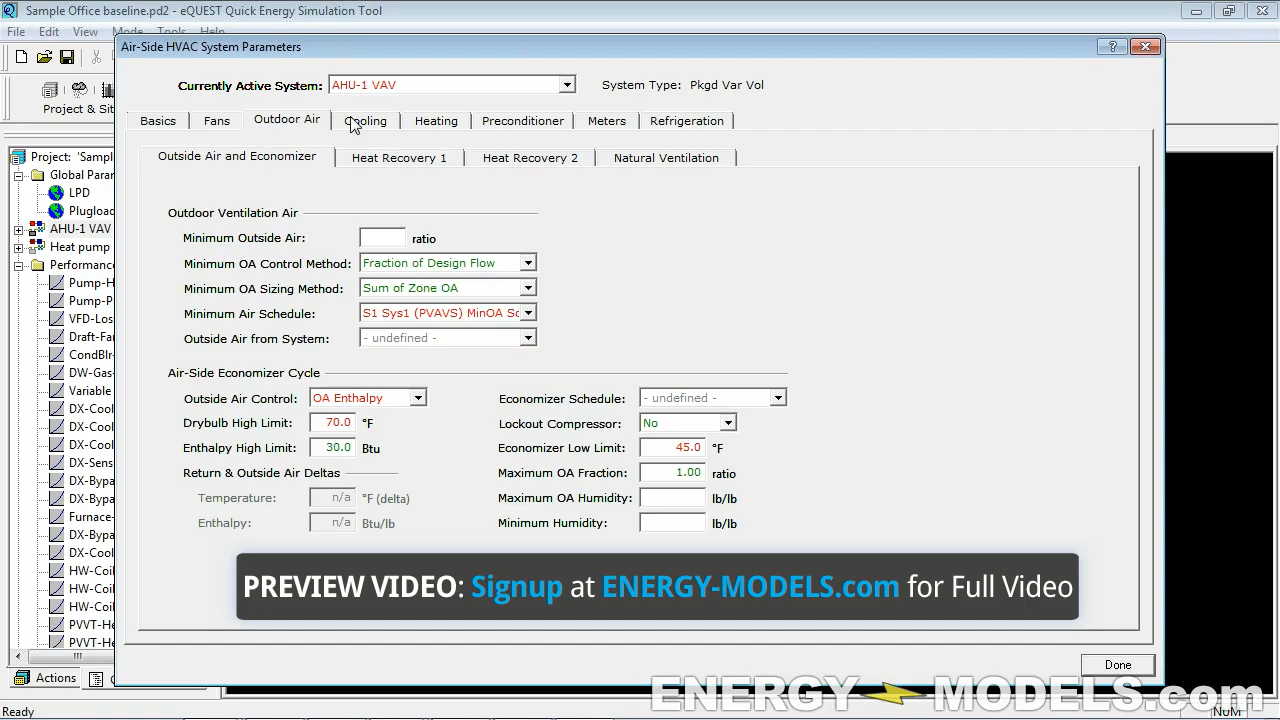 Sample Office baseline.pd2 - eQUEST Quick Energy Simulation Tool
File Edit View Mode Tools Help
Air-Side HVAC System Parameters
Currently Active System: AHU-1 VAV System Type: Pkgd Var Vol
Project & Sit
Basics Fans Outdoor Air Cooling Heating Preconditioner Meters Refrigeration
Outside Air and Economizer Heat Recovery 1 Heat Recovery 2 Natural Ventilation
Project: 'Sampl
Global Parar
LPD
Plugload
AHU-1 VAV
Heat pump
Performanc
Pump-H
Pump-P
VFD-Los
Draft-Fa
CondBlr-
DW-Gas-
Variable
DX-Cool
DX-Cool
DX-Cool
DX-Sens
DX-Bypa
DX-Bypa
Furnace-
DX-Bypa
DX-Cool
HW-Coil-
HW-Coil-
HW-Coil-
PVVT-He
PVVT-He
Outdoor Ventilation Air
Minimum Outside Air: ratio
Minimum OA Control Method: Fraction of Design Flow
Minimum OA Sizing Method: Sum of Zone OA
Minimum Air Schedule: S1 Sys1 (PVAVS) MinOA Sc
Outside Air from System: - undefined -
Air-Side Economizer Cycle
Outside Air Control: OA Enthalpy Economizer Schedule: - undefined -
Drybulb High Limit: 70.0 °F Lockout Compressor: No
Enthalpy High Limit: 30.0 Btu Economizer Low Limit: 45.0 °F
Return & Outside Air Deltas Maximum OA Fraction: 1.00 ratio
Temperature: n/a °F (delta) Maximum OA Humidity: lb/lb
Enthalpy: n/a Btu/lb Minimum Humidity: lb/lb
PREVIEW VIDEO: Signup at ENERGY-MODELS.com for Full Video
Done
Actions
ENERGY MODELS.com
Ready NUM